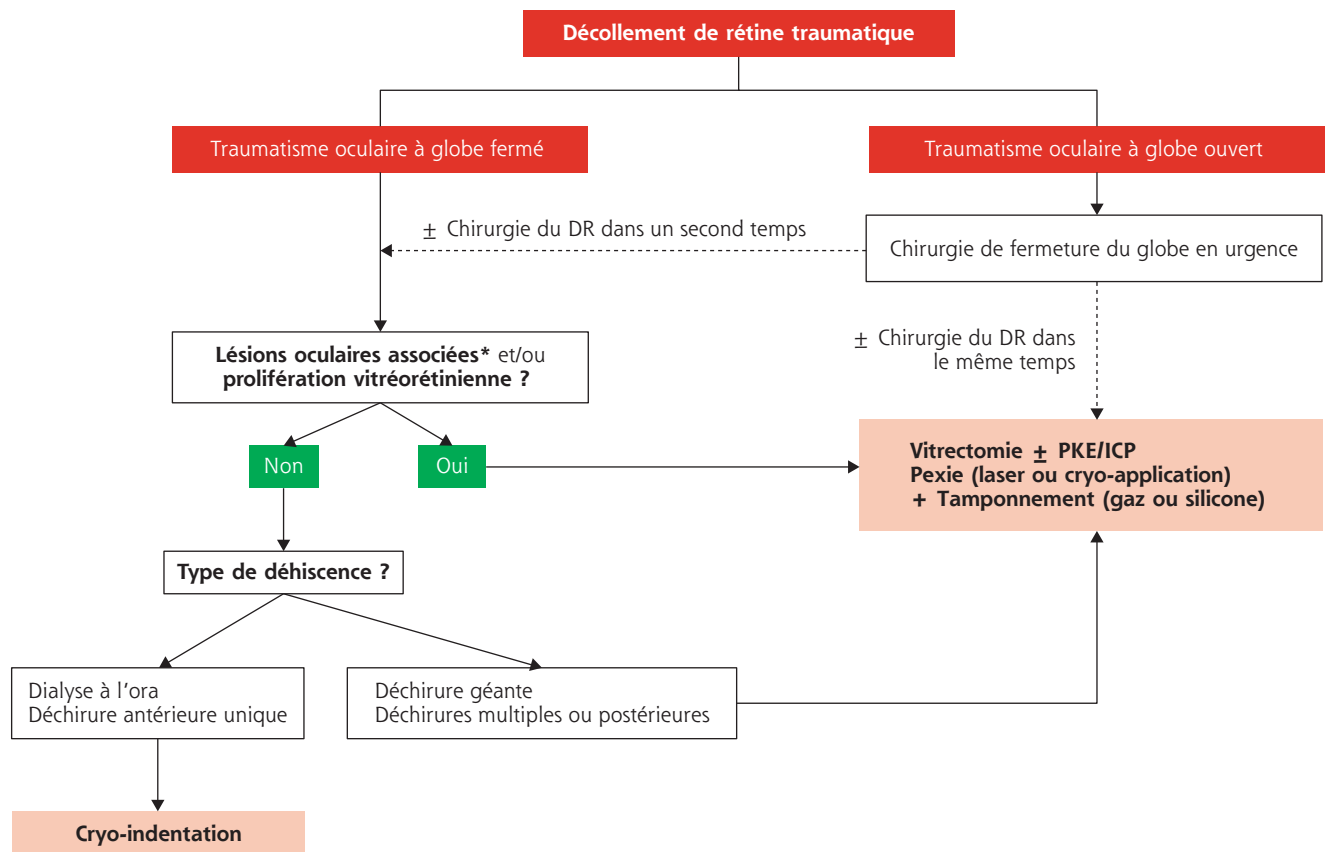 Décollement de rétine traumatique
Traumatisme oculaire à globe fermé
Traumatisme oculaire à globe ouvert
± Chirurgie du DR dans un second temps
Chirurgie de fermeture du globe en urgence
± Chirurgie du DR dans
le même temps
Lésions oculaires associées* et/ou
prolifération vitréorétinienne ?
Non
Oui
Vitrectomie ± PKE/ICP
Pexie (laser ou cryo-application)
+ Tamponnement (gaz ou silicone)
Type de déhiscence ?
Dialyse à l'ora
Déchirure antérieure unique
Déchirure géante
Déchirures multiples ou postérieures
Cryo-indentation